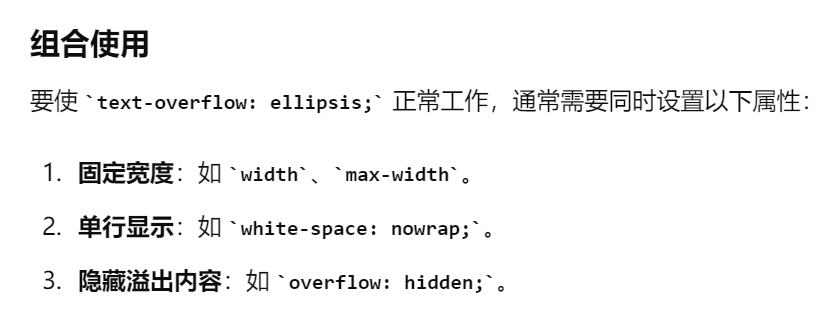 组合使用
要使 `text-overflow: ellipsis;` 正常工作，通常需要同时设置以下属性：
1. 固定宽度：如 `width`、`max-width`。
2. 单行显示：如 `white-space: nowrap;`。
3. 隐藏溢出内容：如 `overflow: hidden;`。